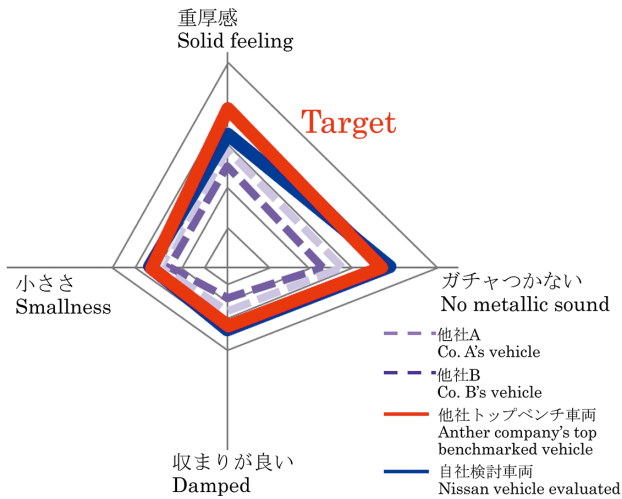 重厚感
Solid feeling
Target
小ささ
Smallness
ガチャつかない
No metallic sound
他社A
Co. A's vehicle
他社B
Co. B's vehicle
他社トップベンチ車両
Anther company's top
benchmarked vehicle
自社検討車両
Nissan vehicle evaluated
収まりが良い
Damped